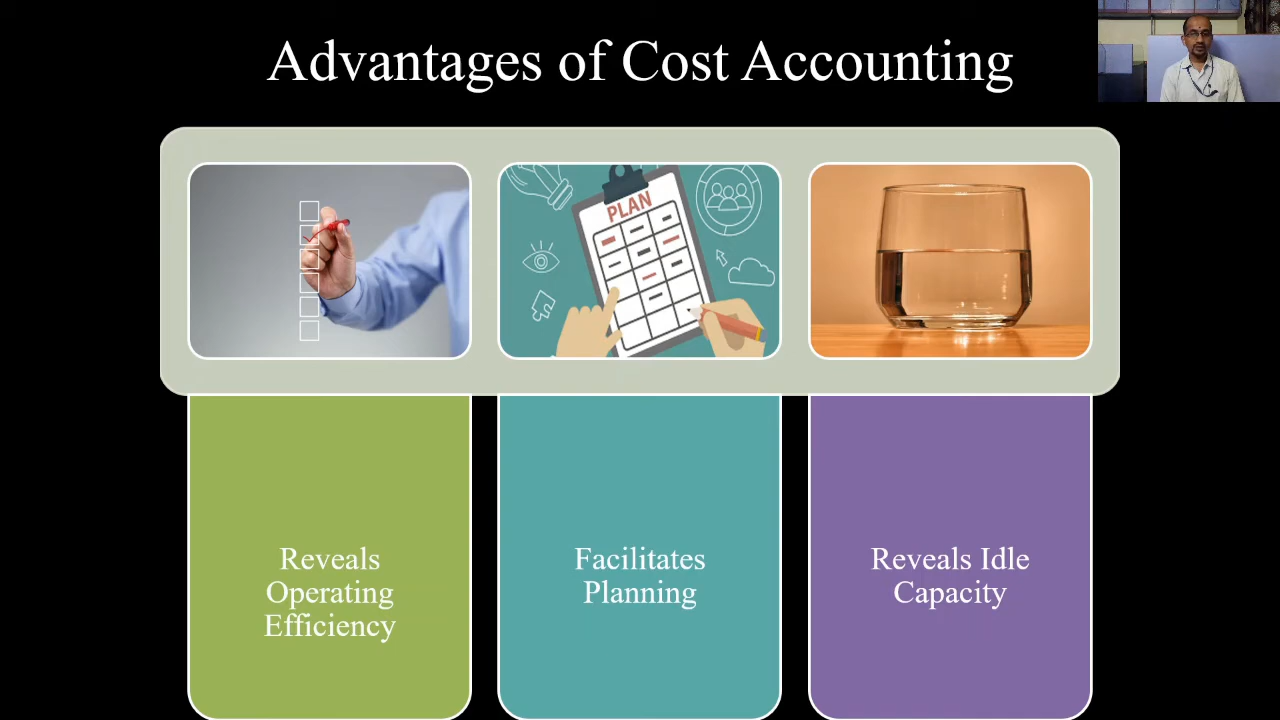 Advantages of Cost Accounting
PLAN
Reveals
Operating
Efficiency
Facilitates
Planning
Reveals Idle
Capacity